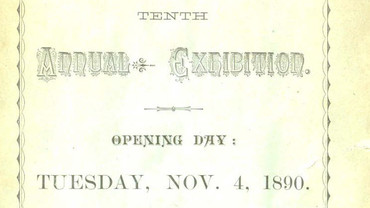 TENTH
ANNUAL EXHIBITION.
OPENING DAY:
TUESDAY, NOV. 4, 1890.